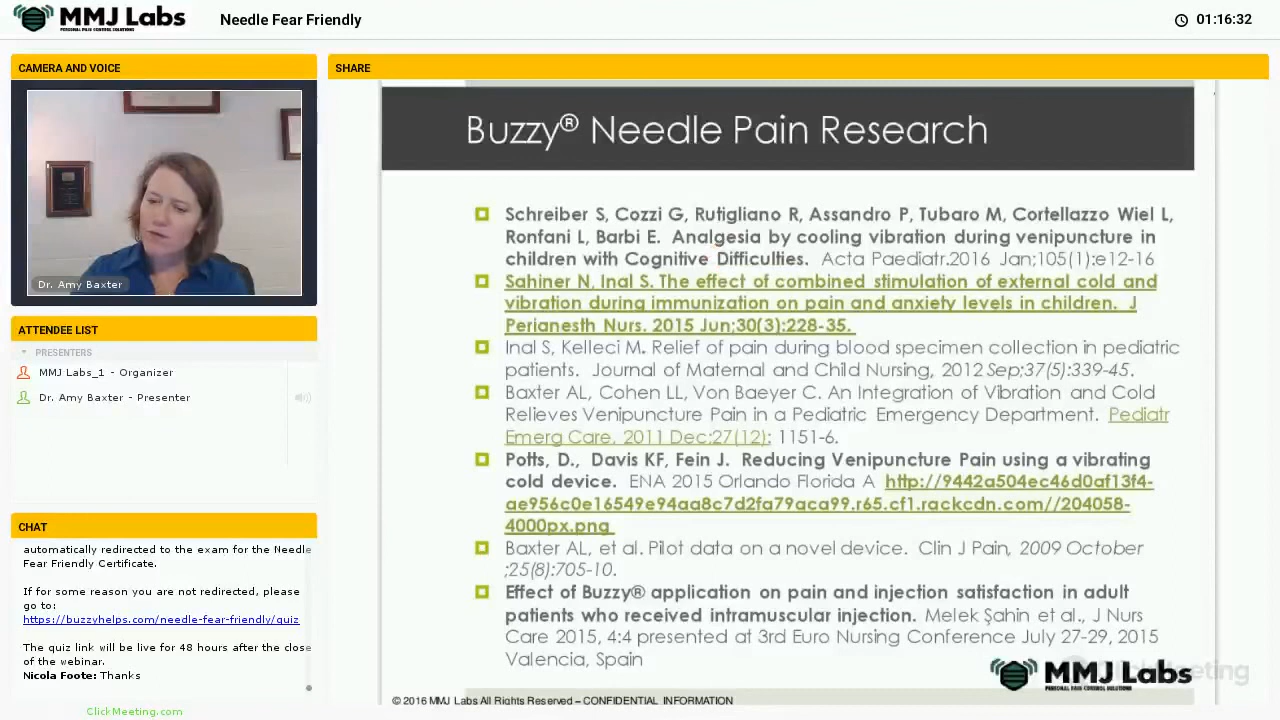 MMJ Labs
PERSONAL PAIN CONTROL SOLUTIONS
Needle Fear Friendly
01:16:32
CAMERA AND VOICE
Dr. Amy Baxter
ATTENDEE LIST
PRESENTERS
MMJ Labs_1 - Organizer
Dr. Amy Baxter - Presenter
CHAT
automatically redirected to the exam for the Needle
Fear Friendly Certificate.
If for some reason you are not redirected, please
go to:
https://buzzyhelps.com/needle-fear-friendly/quiz
The quiz link will be live for 48 hours after the close
of the webinar.
Nicola Foote: Thanks
ClickMeeting.com
SHARE
Buzzy® Needle Pain Research
Schreiber S, Cozzi G, Rutigliano R, Assandro P, Tubaro M, Cortellazzo Wiel L,
Ronfani L, Barbi E. Analgesia by cooling vibration during venipuncture in
children with Cognitive Difficulties. Acta Paediatr.2016 Jan;105(1):e12-16
Sahiner N, Inal S. The effect of combined stimulation of external cold and
vibration during immunization on pain and anxiety levels in children. J
Perianesth Nurs. 2015 Jun;30(3):228-35.
Inal S, Kelleci M. Relief of pain during blood specimen collection in pediatric
patients. Journal of Maternal and Child Nursing, 2012 Sep;37(5):339-45.
Baxter AL, Cohen LL, Von Baeyer C. An Integration of Vibration and Cold
Relieves Venipuncture Pain in a Pediatric Emergency Department. Pediatr
Emerg Care. 2011 Dec;27(12): 1151-6.
Potts, D., Davis KF, Fein J. Reducing Venipuncture Pain using a vibrating
cold device. ENA 2015 Orlando Florida A http://9442a504ec46d0af13f4-
ae956c0e16549e94aa8c7d2fa79aca99.r65.cf1.rackcdn.com//204058-
4000px.png
Baxter AL, et al. Pilot data on a novel device. Clin J Pain, 2009 October
;25(8):705-10.
Effect of Buzzy® application on pain and injection satisfaction in adult
patients who received intramuscular injection. Melek Şahin et al., J Nurs
Care 2015, 4:4 presented at 3rd Euro Nursing Conference July 27-29, 2015
Valencia, Spain
MMJ Labs
PERSONAL PAIN CONTROL SOLUTIONS
ClickMeeting
© 2016 MMJ Labs All Rights Reserved – CONFIDENTIAL INFORMATION